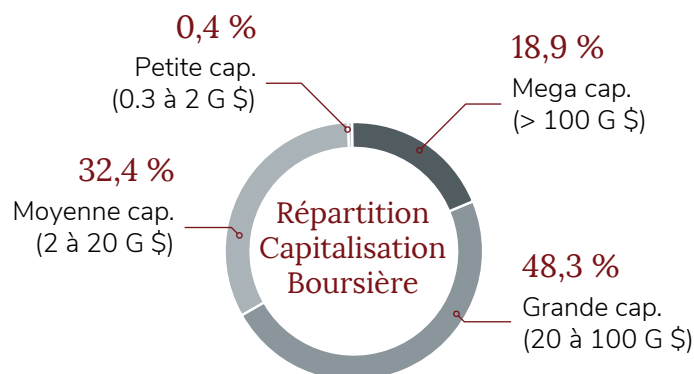 0,4 %
Petite cap.
(0.3 à 2 G $)
18,9 %
Mega cap.
(> 100 G $)
32,4 %
Moyenne cap.
(2 à 20 G $)
Répartition
Capitalisation
Boursière
48,3 %
Grande cap.
(20 à 100 G $)